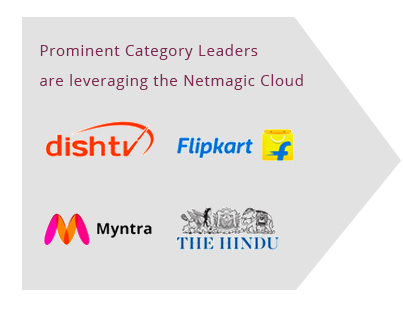 Prominent Category Leaders
are leveraging the Netmagic Cloud
dishtv
Flipkart
Myntra
THE HINDU